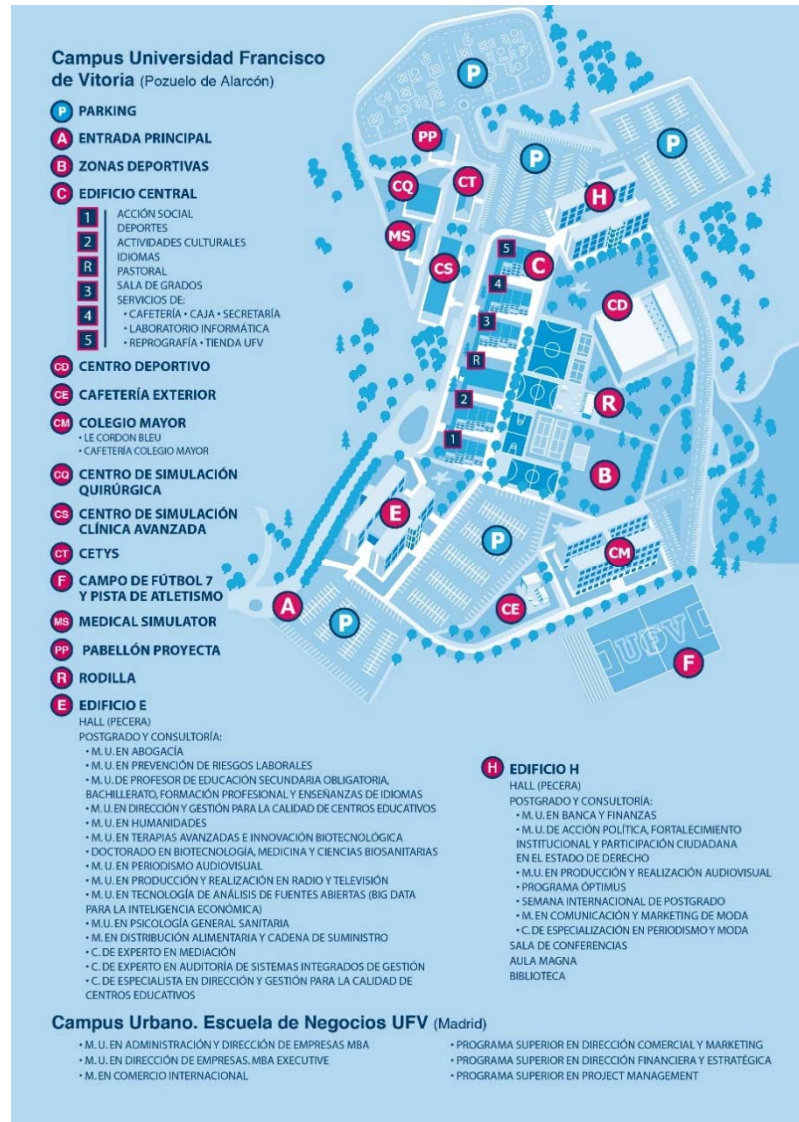 Campus Universidad Francisco
de Vitoria (Pozuelo de Alarcón)
P PARKING
A ENTRADA PRINCIPAL
B ZONAS DEPORTIVAS
C EDIFICIO CENTRAL
1
2
R
3
4
5
ACCIÓN SOCIAL
DEPORTES
ACTIVIDADES CULTURALES
IDIOMAS
PASTORAL
SALA DE GRADOS
SERVICIOS DE:
• CAFETERÍA • CAJA • SECRETARÍA
• LABORATORIO INFORMÁTICA
• REPROGRAFÍA • TIENDA UFV
CD CENTRO DEPORTIVO
CE CAFETERÍA EXTERIOR
CM COLEGIO MAYOR
• LE CORDON BLEU
• CAFETERÍA COLEGIO MAYOR
CQ CENTRO DE SIMULACIÓN
QUIRÚRGICA
CS CENTRO DE SIMULACIÓN
CLÍNICA AVANZADA
CT CETYS
F CAMPO DE FÚTBOL 7
Y PISTA DE ATLETISMO
MS MEDICAL SIMULATOR
PP PABELLÓN PROYECTA
R RODILLA
E EDIFICIO E
HALL (PECERA)
POSTGRADO Y CONSULTORÍA:
• M. U. EN ABOGACÍA
• M. U. EN PREVENCIÓN DE RIESGOS LABORALES
• M. U. DE PROFESOR DE EDUCACIÓN SECUNDARIA OBLIGATORIA,
BACHILLERATO, FORMACIÓN PROFESIONAL Y ENSEÑANZAS DE IDIOMAS
• M. U. EN DIRECCIÓN Y GESTIÓN PARA LA CALIDAD DE CENTROS EDUCATIVOS
• M. U. EN HUMANIDADES
• M. U. EN TERAPIAS AVANZADAS E INNOVACIÓN BIOTECNOLÓGICA
• DOCTORADO EN BIOTECNOLOGÍA, MEDICINA Y CIENCIAS BIOSANITARIAS
• M. U. EN PERIODISMO AUDIOVISUAL
• M. U. EN PRODUCCIÓN Y REALIZACIÓN EN RADIO Y TELEVISIÓN
• M. U. EN TECNOLOGÍA DE ANÁLISIS DE FUENTES ABIERTAS (BIG DATA
PARA LA INTELIGENCIA ECONÓMICA)
• M.U. EN PSICOLOGÍA GENERAL SANITARIA
• M. EN DISTRIBUCIÓN ALIMENTARIA Y CADENA DE SUMINISTRO
• C. DE EXPERTO EN MEDIACIÓN
• C. DE EXPERTO EN AUDITORÍA DE SISTEMAS INTEGRADOS DE GESTIÓN
• C. DE ESPECIALISTA EN DIRECCIÓN Y GESTIÓN PARA LA CALIDAD DE
CENTROS EDUCATIVOS
P
PP
P
P
CT
CQ
H
MS
5
C
CS
4
CD
3
R
R
2
1
B
E
P
CM
A
CE
P
UFV
F
H EDIFICIO H
HALL (PECERA)
POSTGRADO Y CONSULTORÍA:
• M. U. EN BANCA Y FINANZAS
• M. U. DE ACCIÓN POLÍTICA, FORTALECIMIENTO
INSTITUCIONAL Y PARTICIPACIÓN CIUDADANA
EN EL ESTADO DE DERECHO
• M.U. EN PRODUCCIÓN Y REALIZACIÓN AUDIOVISUAL
• PROGRAMA ÓPTIMUS
• SEMANA INTERNACIONAL DE POSTGRADO
• M. EN COMUNICACIÓN Y MARKETING DE MODA
• C. DE ESPECIALIZACIÓN EN PERIODISMO Y MODA
SALA DE CONFERENCIAS
AULA MAGNA
BIBLIOTECA
Campus Urbano. Escuela de Negocios UFV (Madrid)
• M. U. EN ADMINISTRACIÓN Y DIRECCIÓN DE EMPRESAS MBA
• M. U. EN DIRECCIÓN DE EMPRESAS. MBA EXECUTIVE
• M. EN COMERCIO INTERNACIONAL
• PROGRAMA SUPERIOR EN DIRECCIÓN COMERCIAL Y MARKETING
• PROGRAMA SUPERIOR EN DIRECCIÓN FINANCIERA Y ESTRATÉGICA
• PROGRAMA SUPERIOR EN PROJECT MANAGEMENT